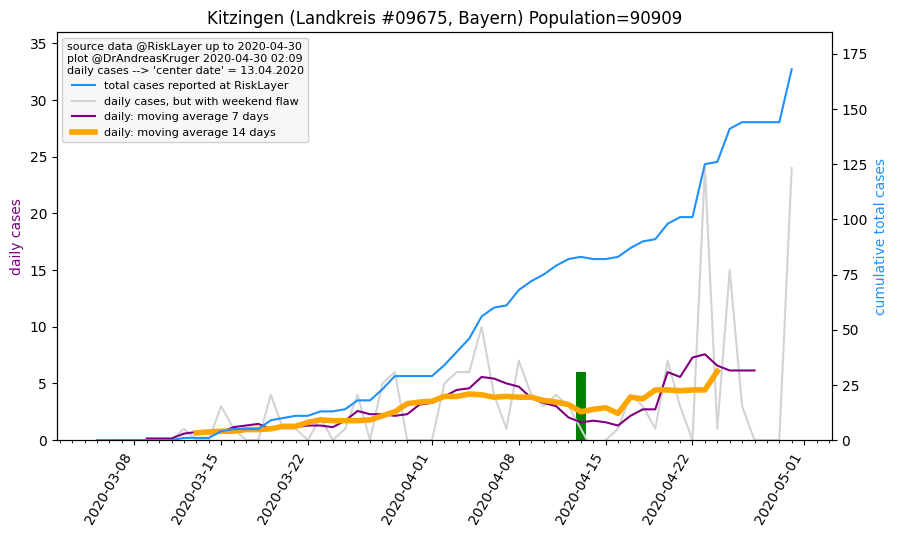 Kitzingen (Landkreis #09675, Bayern) Population=90909
source data @RiskLayer up to 2020-04-30
plot @DrAndreasKruger 2020-04-30 02:09
daily cases --> 'center date' = 13.04.2020
total cases reported at RiskLayer
daily cases, but with weekend flaw
daily: moving average 7 days
daily: moving average 14 days
daily cases
35
30
25
20
15
10
5
0
cumulative total cases
175
150
125
100
75
50
25
0
2020-03-08
2020-03-15
2020-03-22
2020-04-01
2020-04-08
2020-04-15
2020-04-22
2020-05-01